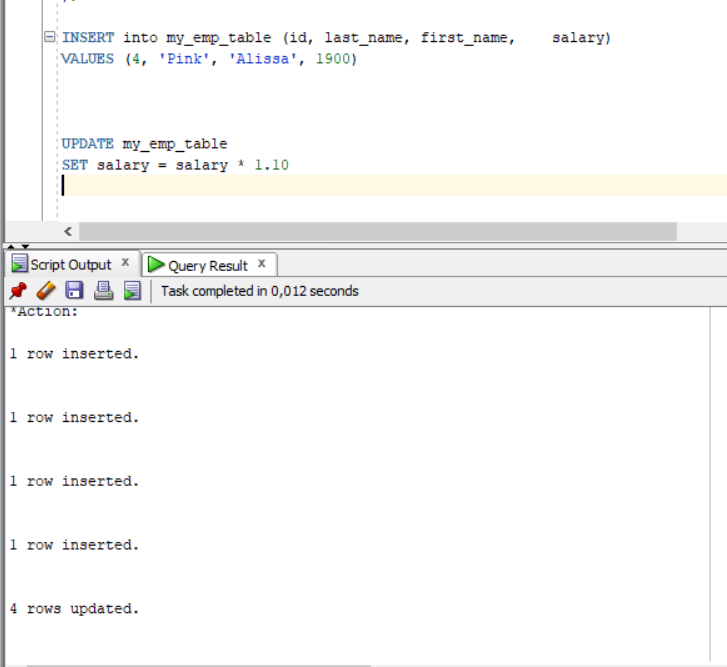 INSERT into my_emp_table (id, last_name, first_name,    salary)
VALUES (4, 'Pink', 'Alissa', 1900)
UPDATE my_emp_table
SET salary = salary * 1.10
Script Output x Query Result x
Task completed in 0,012 seconds
*Action:
1 row inserted.
1 row inserted.
1 row inserted.
1 row inserted.
4 rows updated.